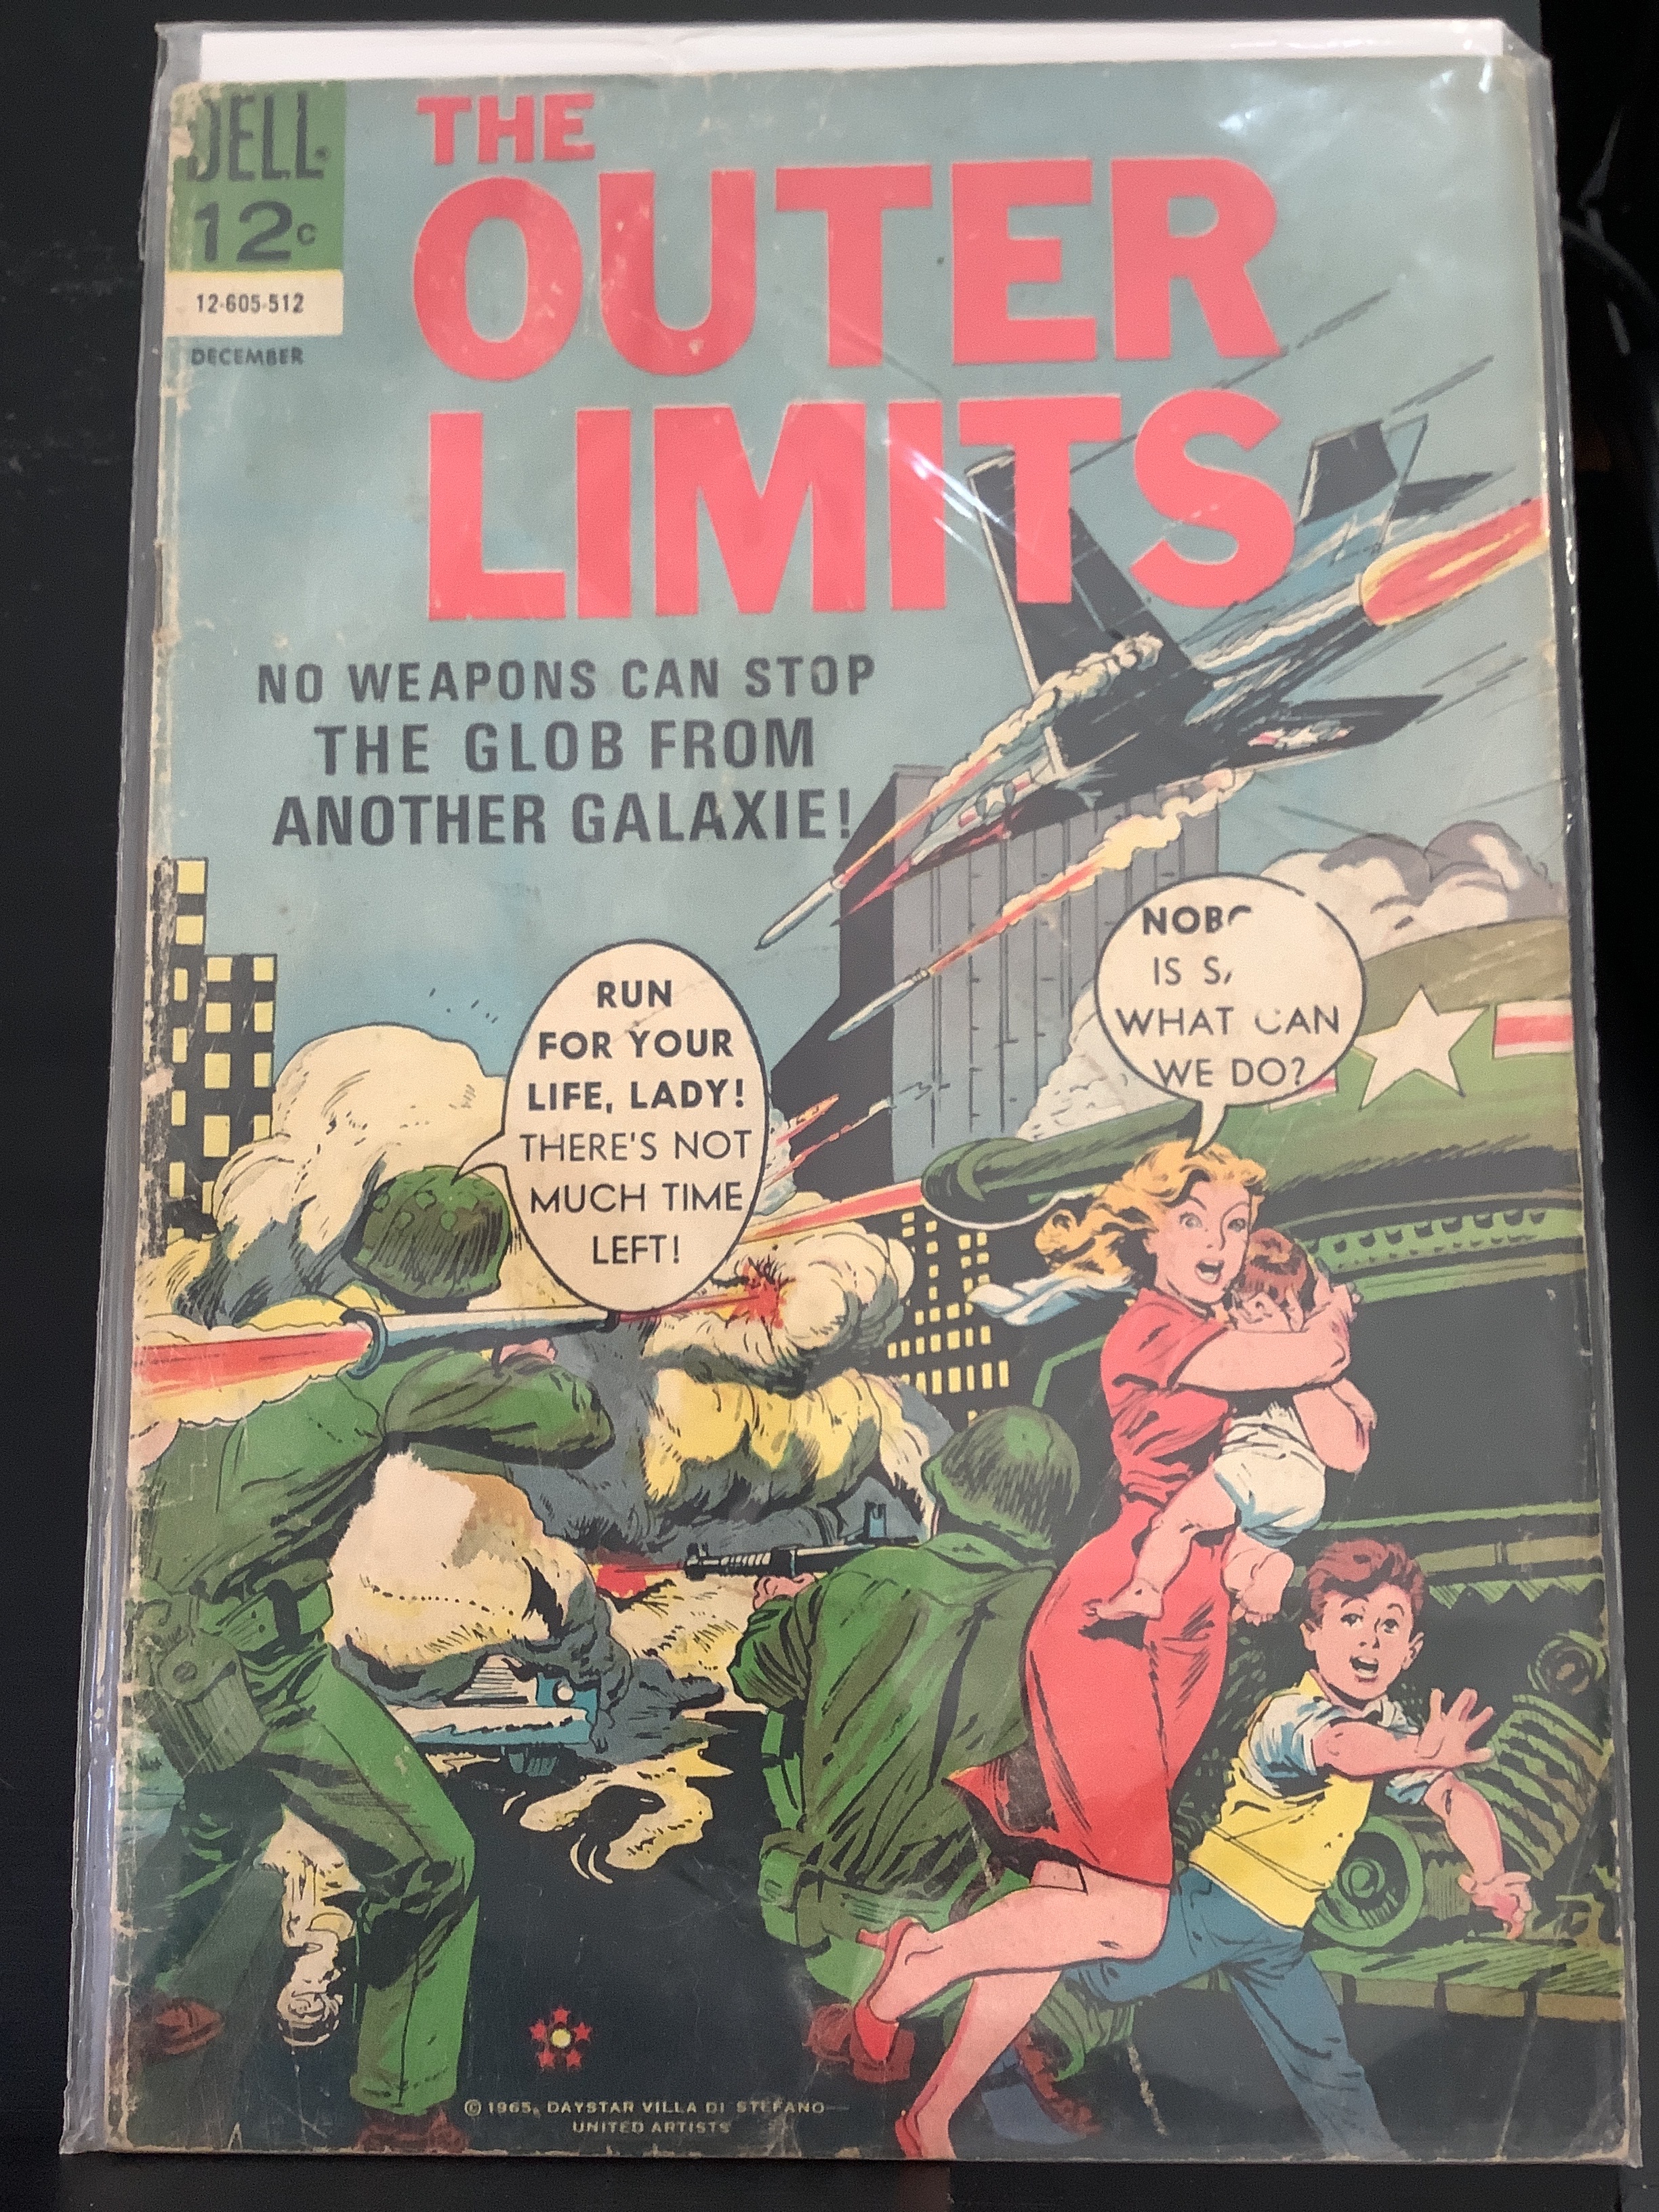 DELL
12c
12-605-512
DECEMBER
THE
OUTER
LIMITS
NO WEAPONS CAN STOP
THE GLOB FROM
ANOTHER GALAXIE!
RUN
FOR YOUR
LIFE, LADY!
THERE'S NOT
MUCH TIME
LEFT!
IS
WHAT CAN
WE DO?
© 1965, DAYSTAR VILLA DI STEFANO—
UNITED ARTISTS